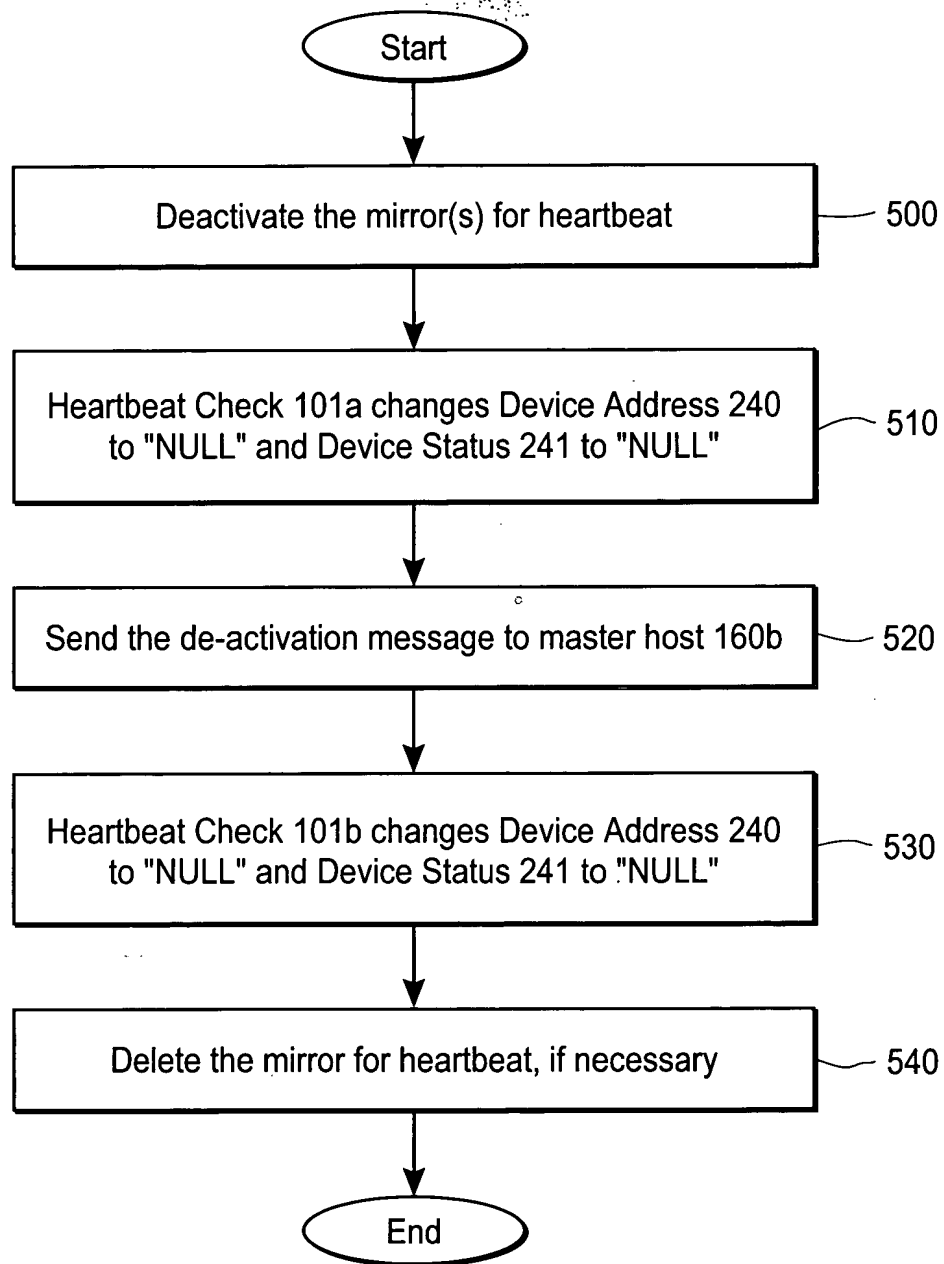 Start
Deactivate the mirror(s) for heartbeat
500
Heartbeat Check 101a changes Device Address 240
to "NULL" and Device Status 241 to "NULL"
510
Send the de-activation message to master host 160b
520
Heartbeat Check 101b changes Device Address 240
to "NULL" and Device Status 241 to "NULL"
530
Delete the mirror for heartbeat, if necessary
540
End